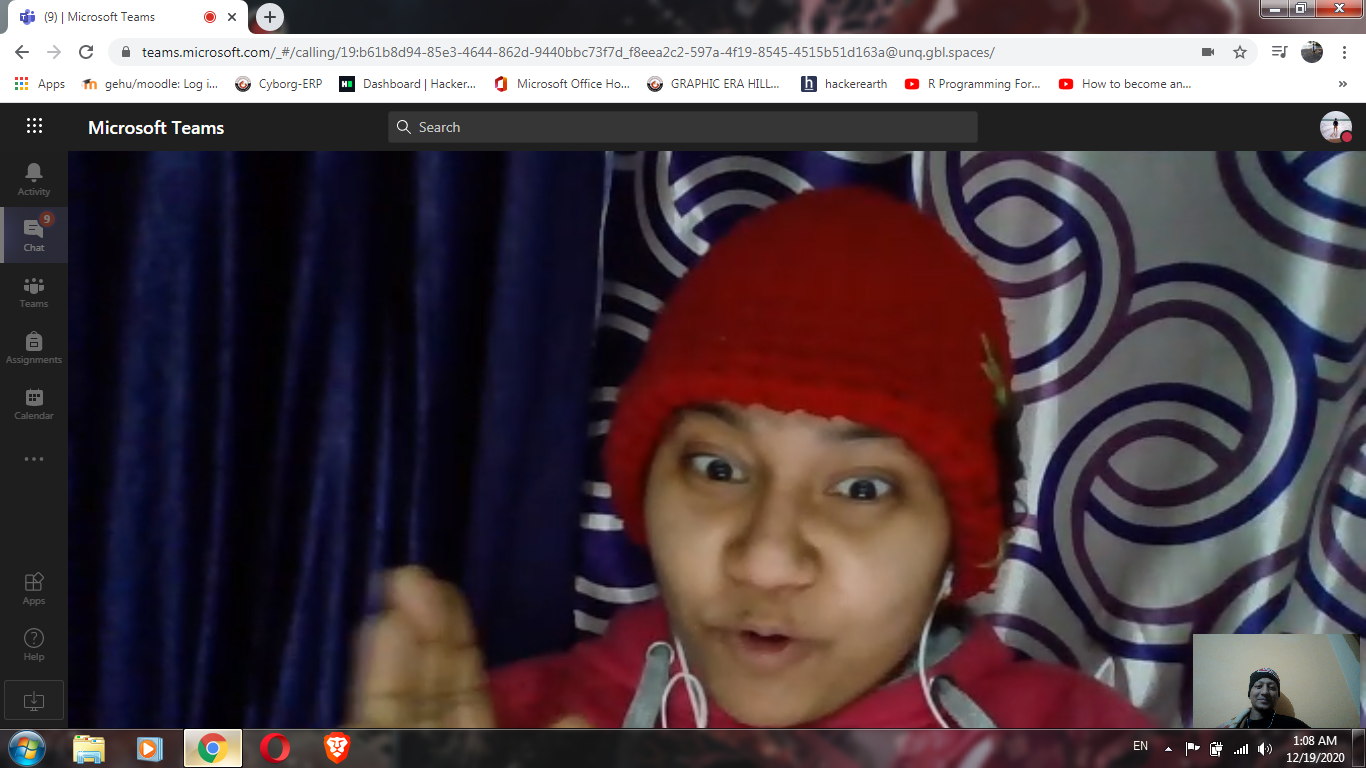 (9) | Microsoft Teams
teams.microsoft.com/_#/calling/19:b61b8d94-85e3-4644-862d-9440bbc73f7d_f8eea2c2-597a-4f19-8545-4515b51d163a@unq.gbl.spaces/
Apps gehu/moodle: Log i... Cyborg-ERP Dashboard | Hacker... Microsoft Office Ho... GRAPHIC ERA HILL... hackerearth R Programming For... How to become an... »
Microsoft Teams Search
Activity
9
Chat
Teams
Assignments
Calendar
Apps
Help
EN 1:08 AM
12/19/2020